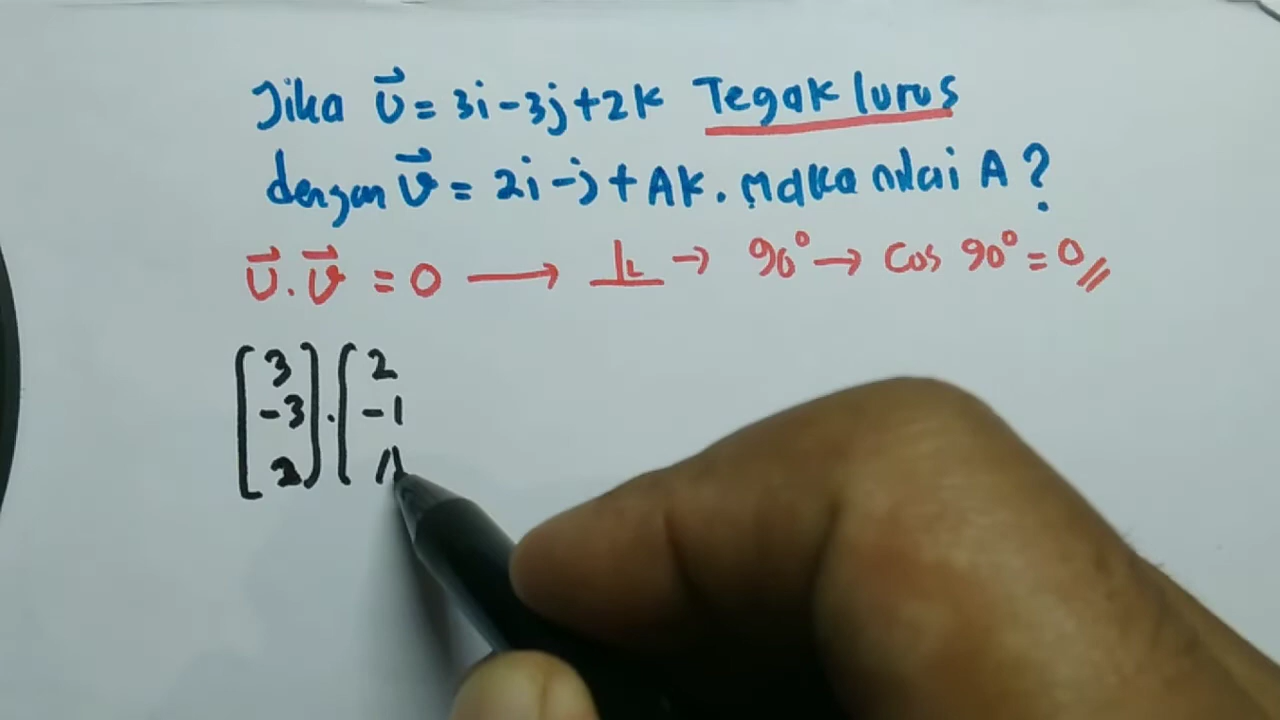 Jika v⃗ = 3i - 3j + 2k Tegak lurus
dengan v⃗ = 2i - j + Ak. Maka nilai A?
v⃗ . v⃗ = 0 → ⊥ → 90° → Cos 90° = 0 //
[3 -3 2] . [2 -1 A